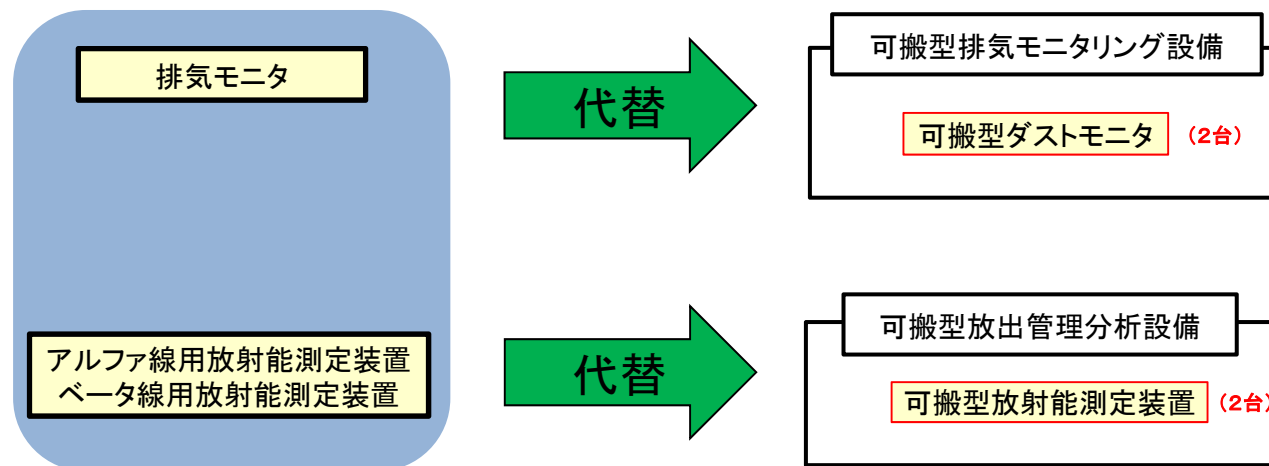 排気モニタ
代替
可搬型排気モニタリング設備
可搬型ダストモニタ
（2台）
アルファ線用放射能測定装置
ベータ線用放射能測定装置
代替
可搬型放出管理分析設備
可搬型放射能測定装置
（2台）